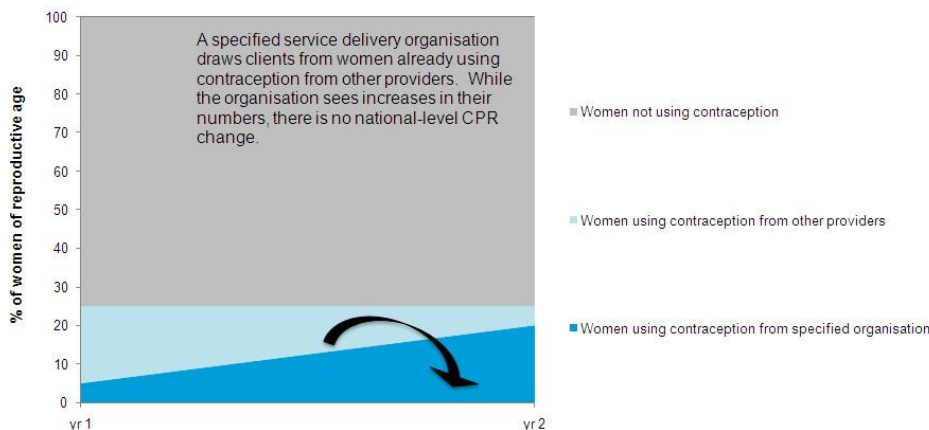 100
A specified service delivery organisation
draws clients from women already using
contraception from other providers. While
the organisation sees increases in their
numbers, there is no national-level CPR
change.
90
80
70
60
50
40
30
20
10
0
% of women of reproductive age
yr 1
yr 2
Women not using contraception
Women using contraception from other providers
Women using contraception from specified organisation